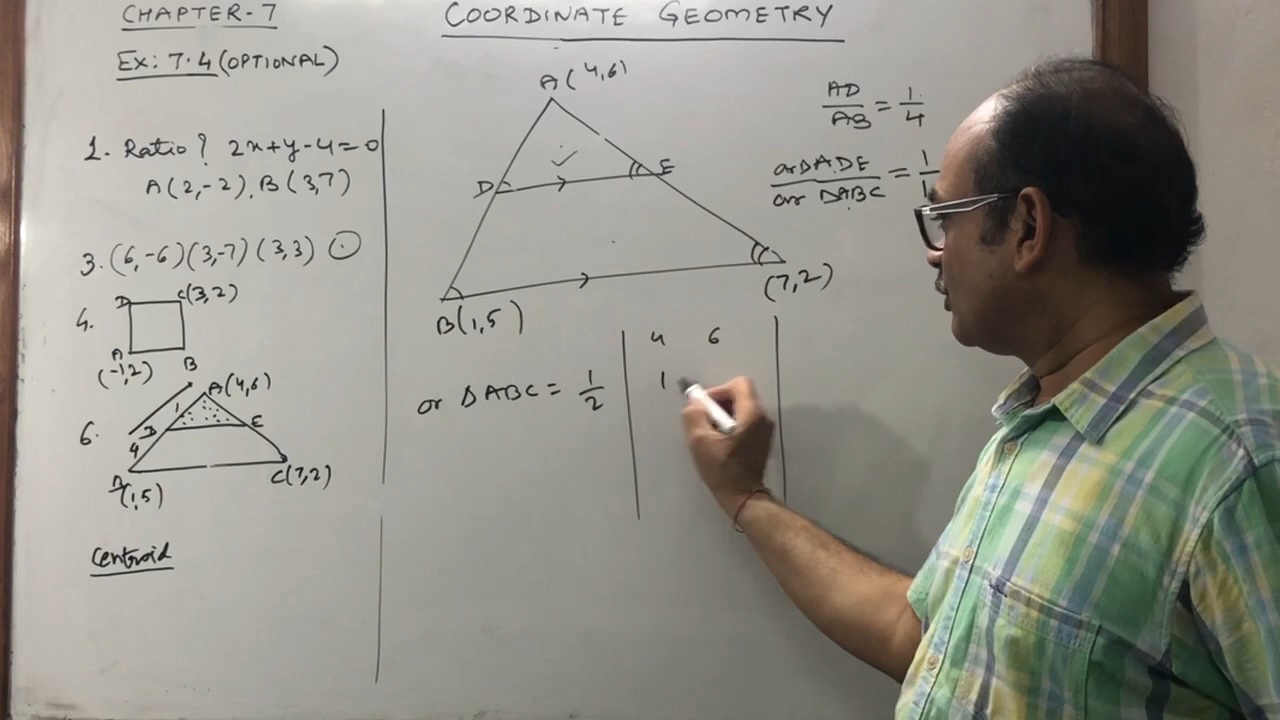 CHAPTER-7
EX: 7.4 (OPTIONAL)
1. Ratio? 2x+y-4=0
A(2,-2), B(3,7)
3. (6,-6)(3,-7)(3,3)
4.
D
C(3,2)
A
(-1,2)
B
6.
A(4,6)
1
D
E
4
B
(1,5)
C(7,2)
Centroid
COORDINATE GEOMETRY
A(4,6)
D
E
B(1,5)
(7,2)
AD/AB = 1/4
ar ΔADE/ar ΔABC = 1/
ar ΔABC = 1/2
4 6
1